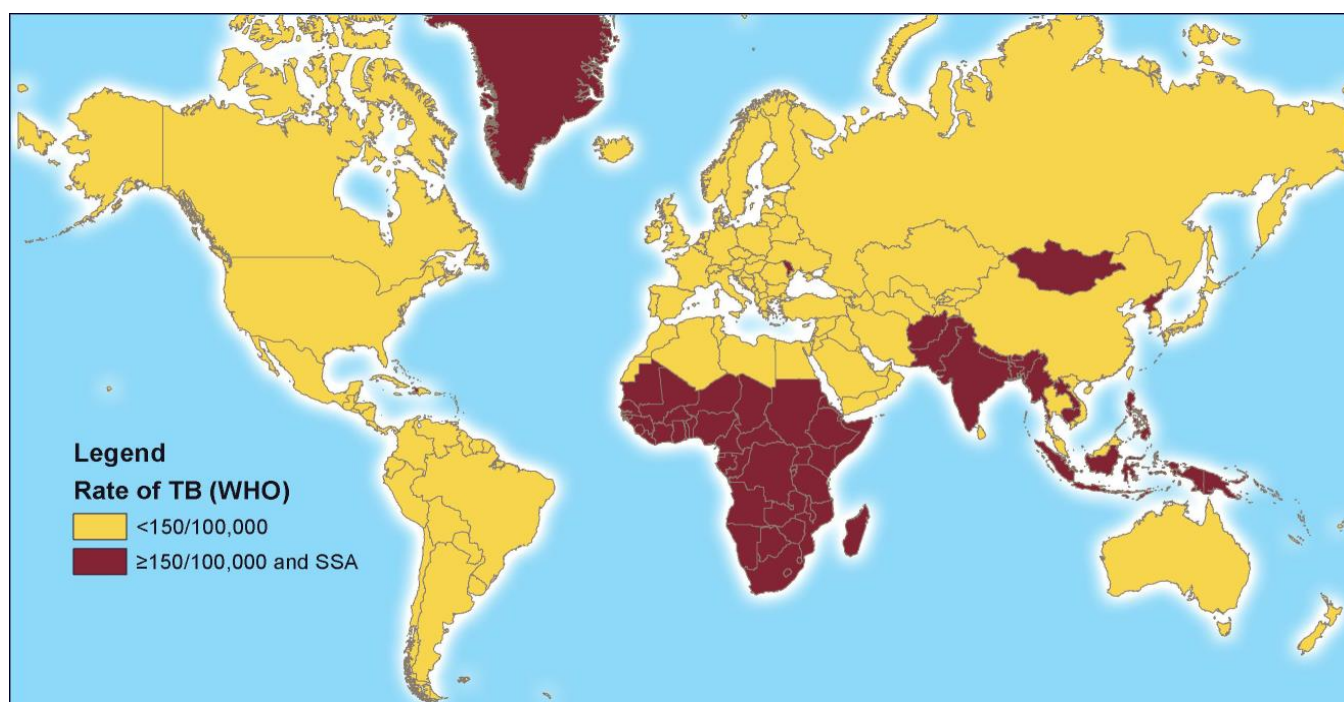 Legend
Rate of TB (WHO)
<150/100,000
≥150/100,000 and SSA